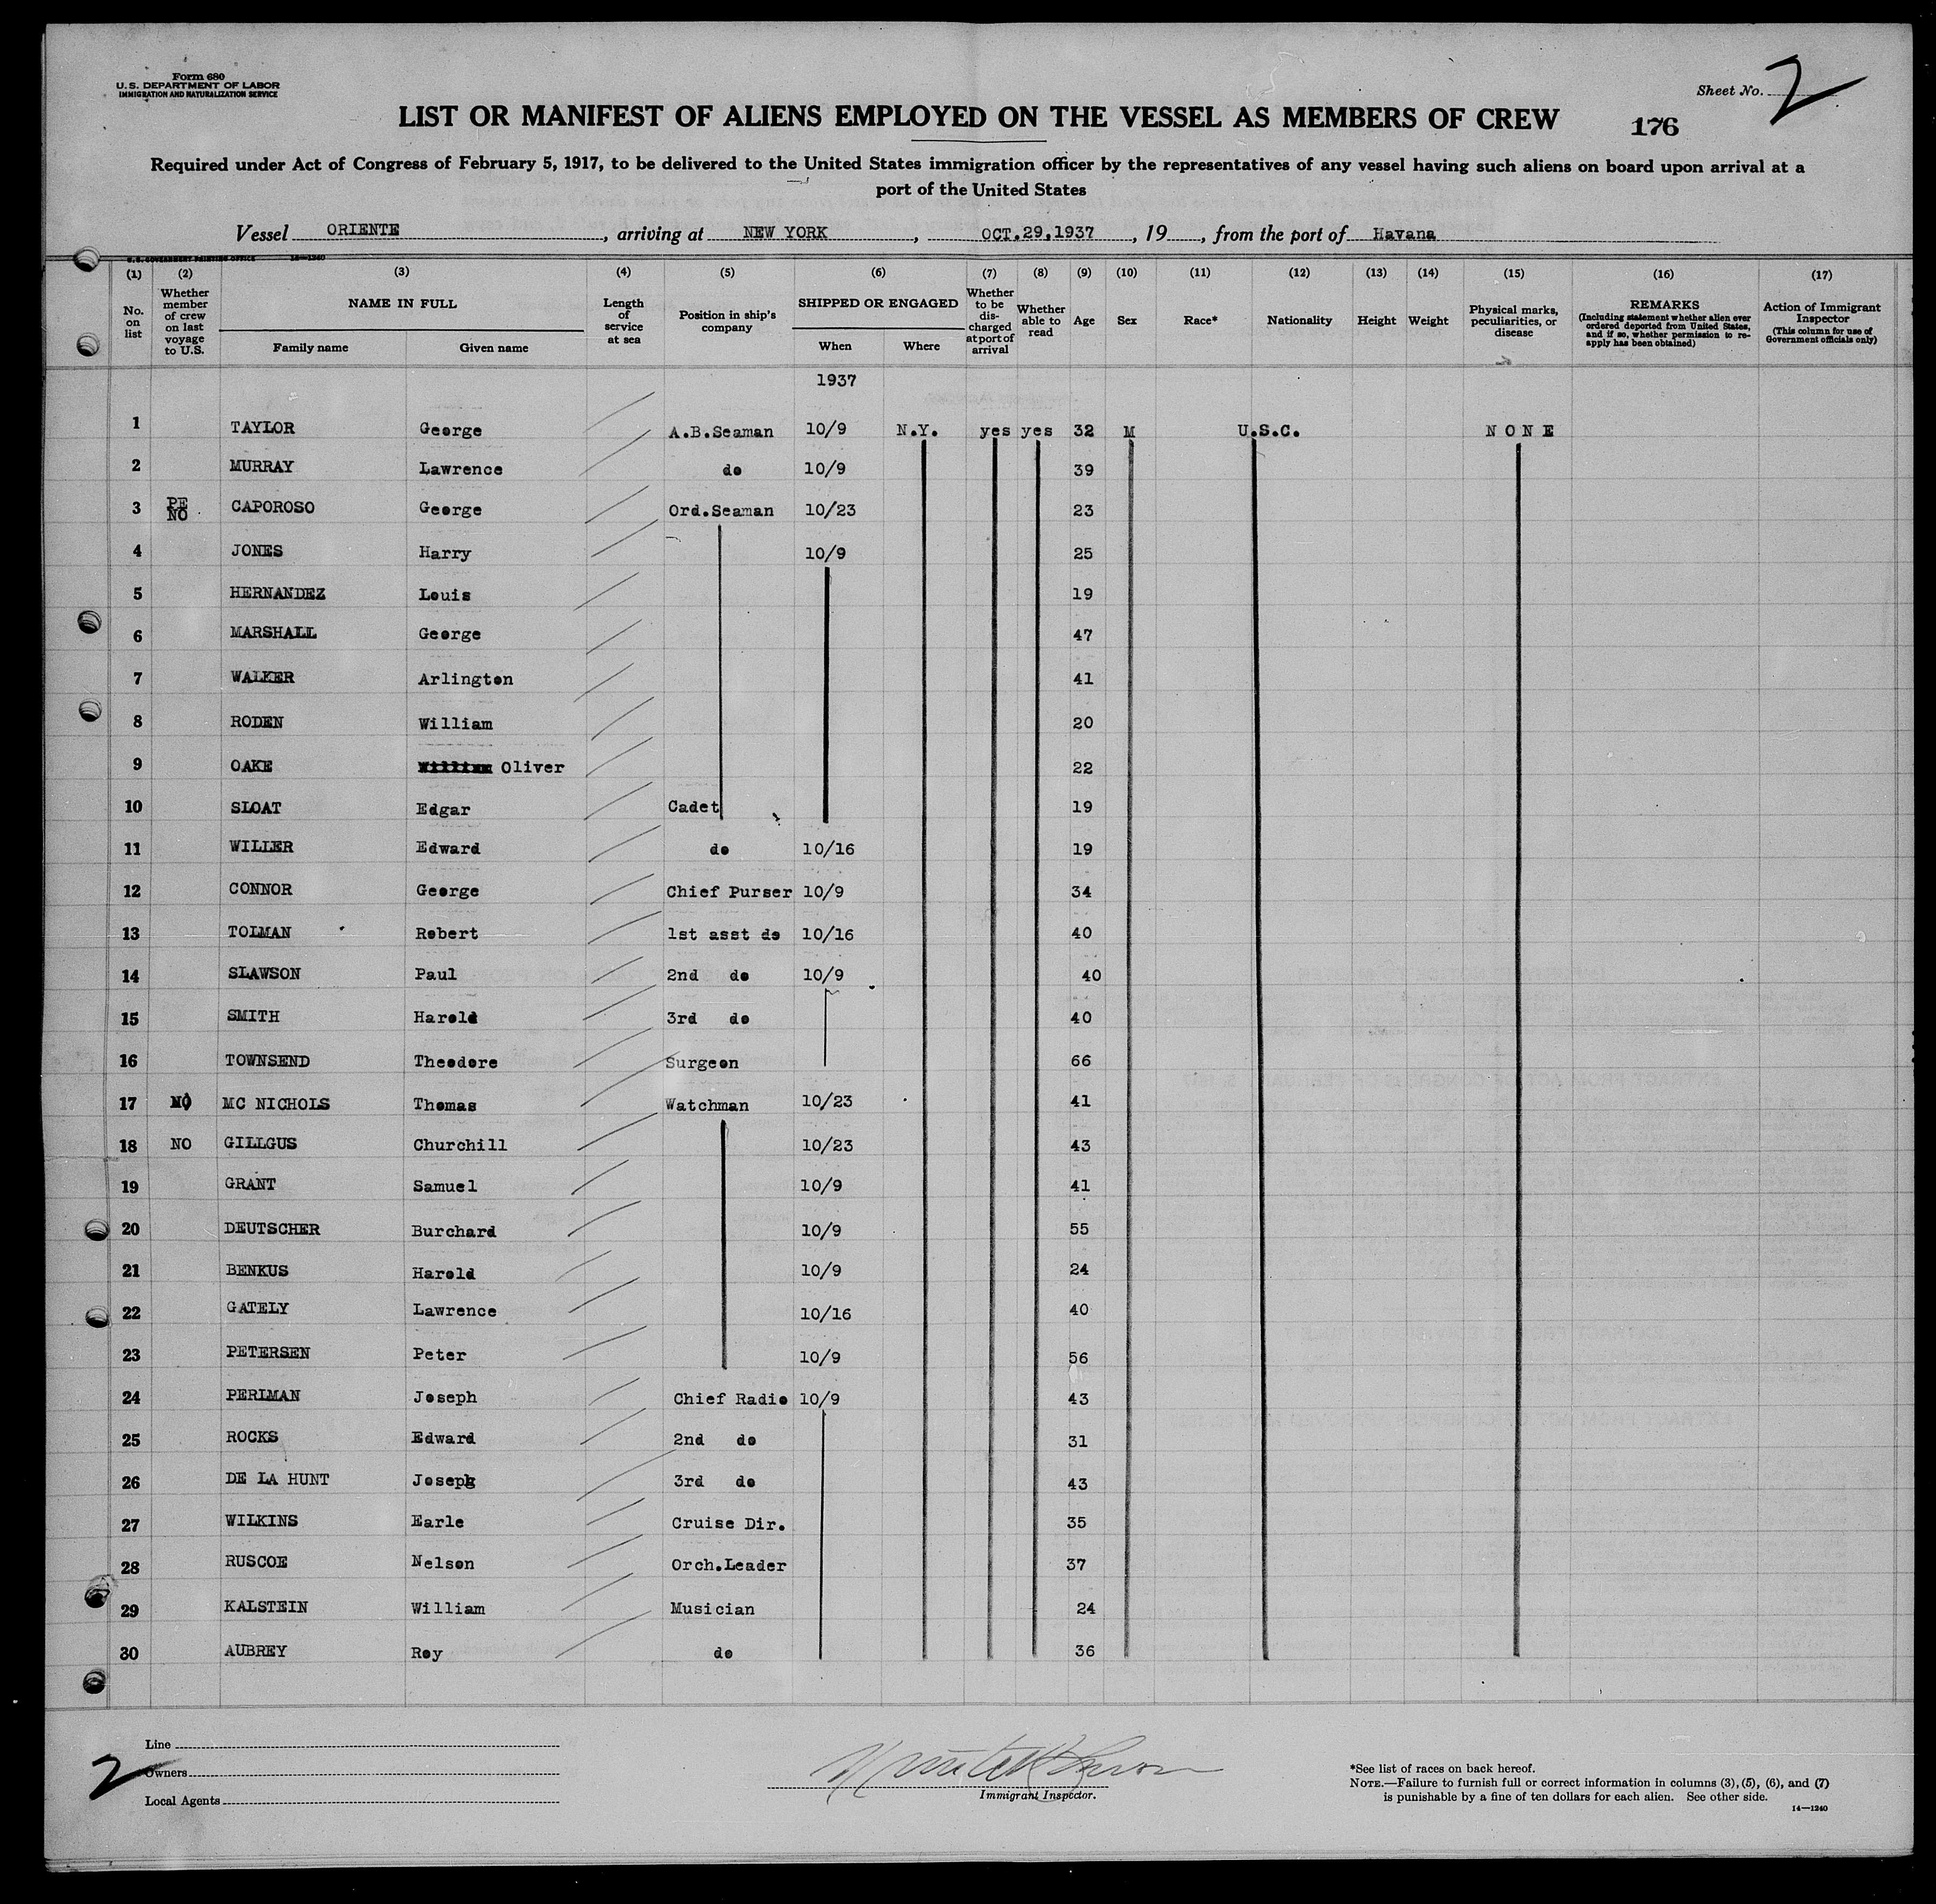 Form 680
U. S. DEPARTMENT OF LABOR
IMMIGRATION AND NATURALIZATION SERVICE
Sheet No. 2
LIST OR MANIFEST OF ALIENS EMPLOYED ON THE VESSEL AS MEMBERS OF CREW 176
Required under Act of Congress of February 5, 1917, to be delivered to the United States immigration officer by the representatives of any vessel having such aliens on board upon arrival at a
port of the United States
Vessel ORIENTE, arriving at NEW YORK, OCT.29,1937, 19, from the port of Havana
U.S. GOVERNMENT PRINTING OFFICE 14—1240
(1) (2) (3) (4) (5) (6) (7) (8) (9) (10) (11) (12) (13) (14) (15) (16) (17)
No. on list
Whether member of crew on last voyage to U.S.
NAME IN FULL
Family name Given name
Length of service at sea
Position in ship's company
SHIPPED OR ENGAGED
When Where
Whether to be discharged at port of arrival
Whether able to read
Age
Sex
Race*
Nationality
Height
Weight
Physical marks, peculiarities, or disease
REMARKS
(Including statement whether alien ever ordered deported from United States, and if so, whether permission to reapply has been obtained)
Action of Immigrant Inspector
(This column for use of Government officials only)
1937
1 TAYLOR George A.B.Seaman 10/9 N.Y. yes yes 32 M U.S.C. NONE
2 MURRAY Lawrence do 10/9 39
3 PE NO CAPOROSO George Ord.Seaman 10/23 23
4 JONES Harry 10/9 25
5 HERNANDEZ Louis 19
6 MARSHALL George 47
7 WALKER Arlington 41
8 RODEN William 20
9 OAKE William Oliver 22
10 SLOAT Edgar Cadet 19
11 WILLER Edward do 10/16 19
12 CONNOR George Chief Purser 10/9 34
13 TOLMAN Robert 1st asst do 10/16 40
14 SLAWSON Paul 2nd do 10/9 40
15 SMITH Harold 3rd do 40
16 TOWNSEND Theodore Surgeon 66
17 NO MC NICHOLS Thomas Watchman 10/23 41
18 NO GILLGUS Churchill 10/23 43
19 GRANT Samuel 10/9 41
20 DEUTSCHER Burchard 10/9 55
21 BENKUS Harold 10/9 24
22 GATELY Lawrence 10/16 40
23 PETERSEN Peter 10/9 56
24 PERLMAN Joseph Chief Radio 10/9 43
25 ROCKS Edward 2nd do 31
26 DE LA HUNT Joseph 3rd do 43
27 WILKINS Earle Cruise Dir. 35
28 RUSCOE Nelson Orch.Leader 37
29 KALSTEIN William Musician 24
30 AUBREY Roy do 36
Line
2 Owners
Local Agents
Immigrant Inspector.
*See list of races on back hereof.
NOTE.—Failure to furnish full or correct information in columns (3), (5), (6), and (7)
is punishable by a fine of ten dollars for each alien. See other side.
14—1240